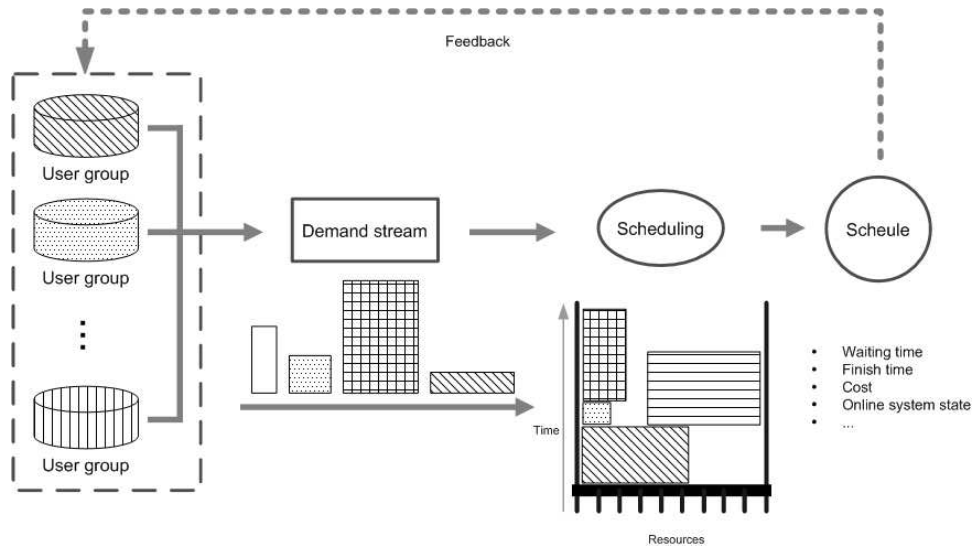 Feedback
User group
User group
⋮
User group
Demand stream
Scheduling
Scheule
Time
Resources
• Waiting time
• Finish time
• Cost
• Online system state
• ...